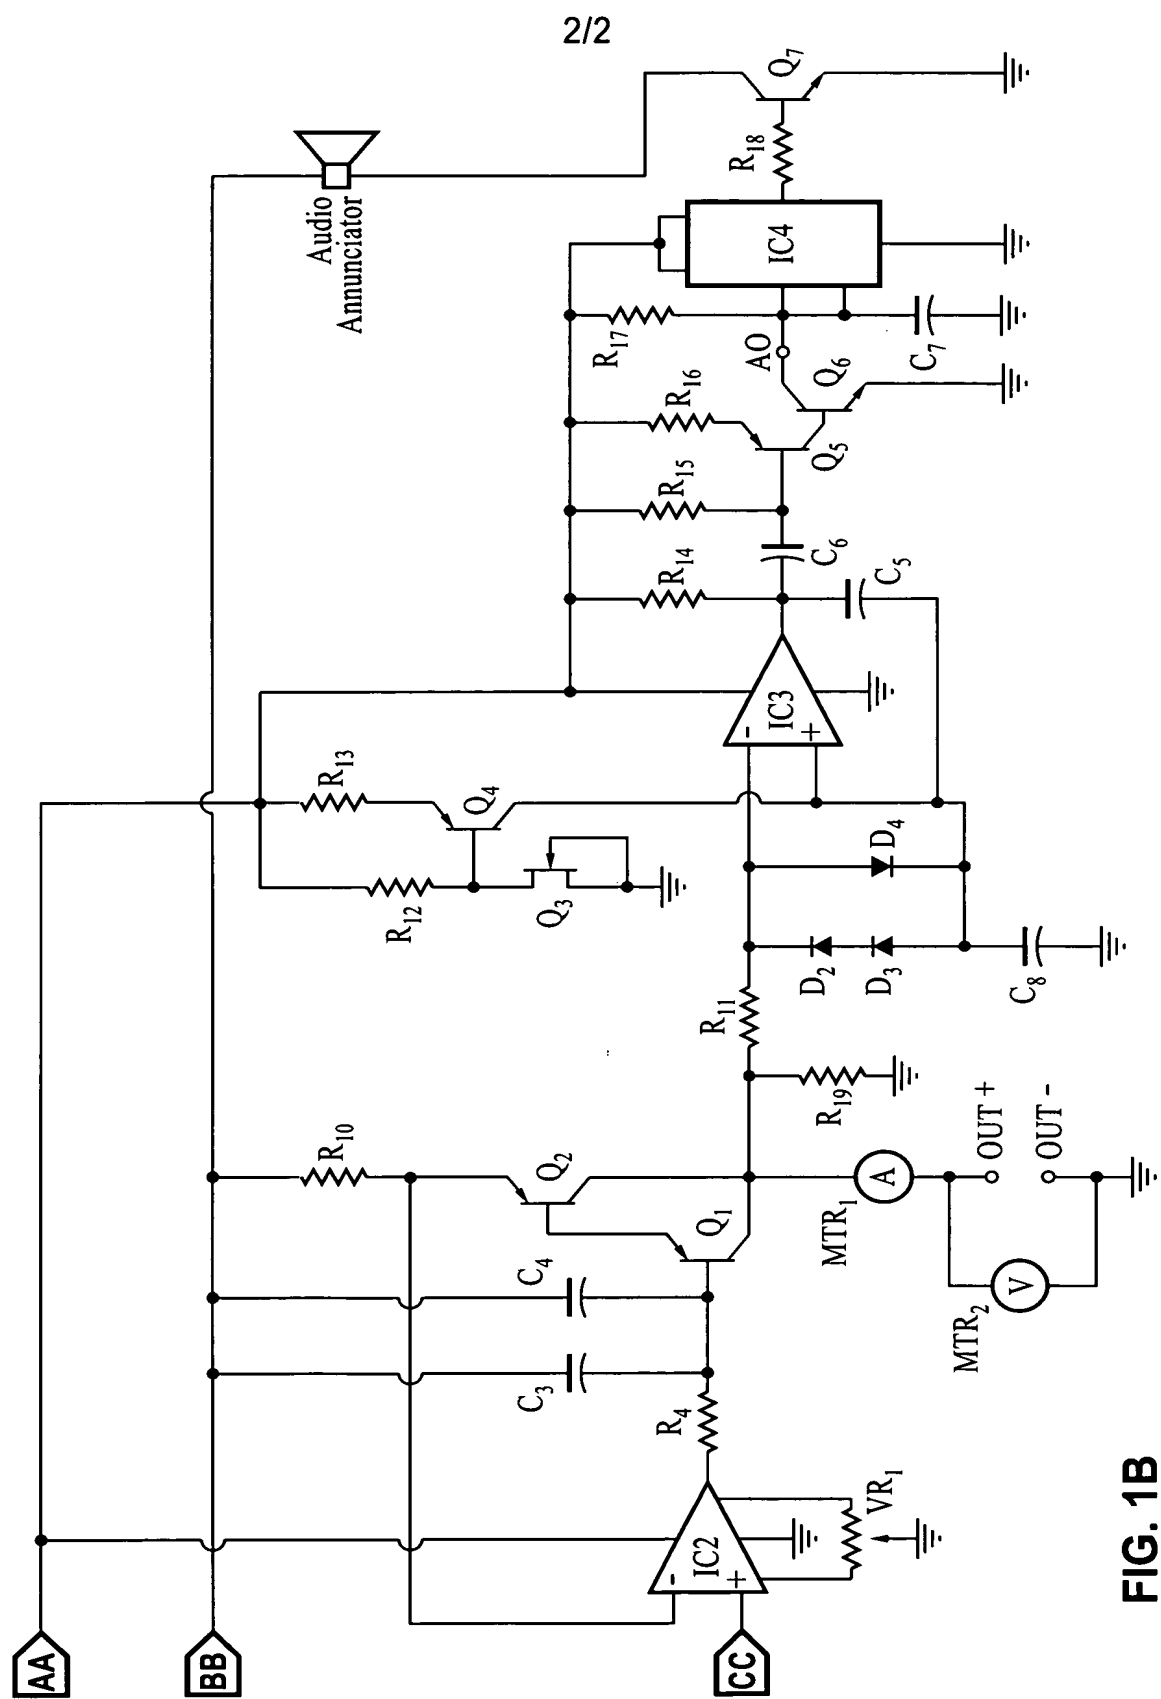 2/2
AA
BB
CC
Audio
Annunciator
Q7
R18
IC4
R17
AO
C7
R16
Q6
Q5
R15
R14
C6
C5
IC3
-
+
R13
Q4
R12
Q3
D4
D2
D3
C8
R11
R19
R10
Q2
Q1
MTR1
A
OUT +
OUT -
MTR2
V
C4
C3
R4
IC2
-
+
VR1
FIG. 1B